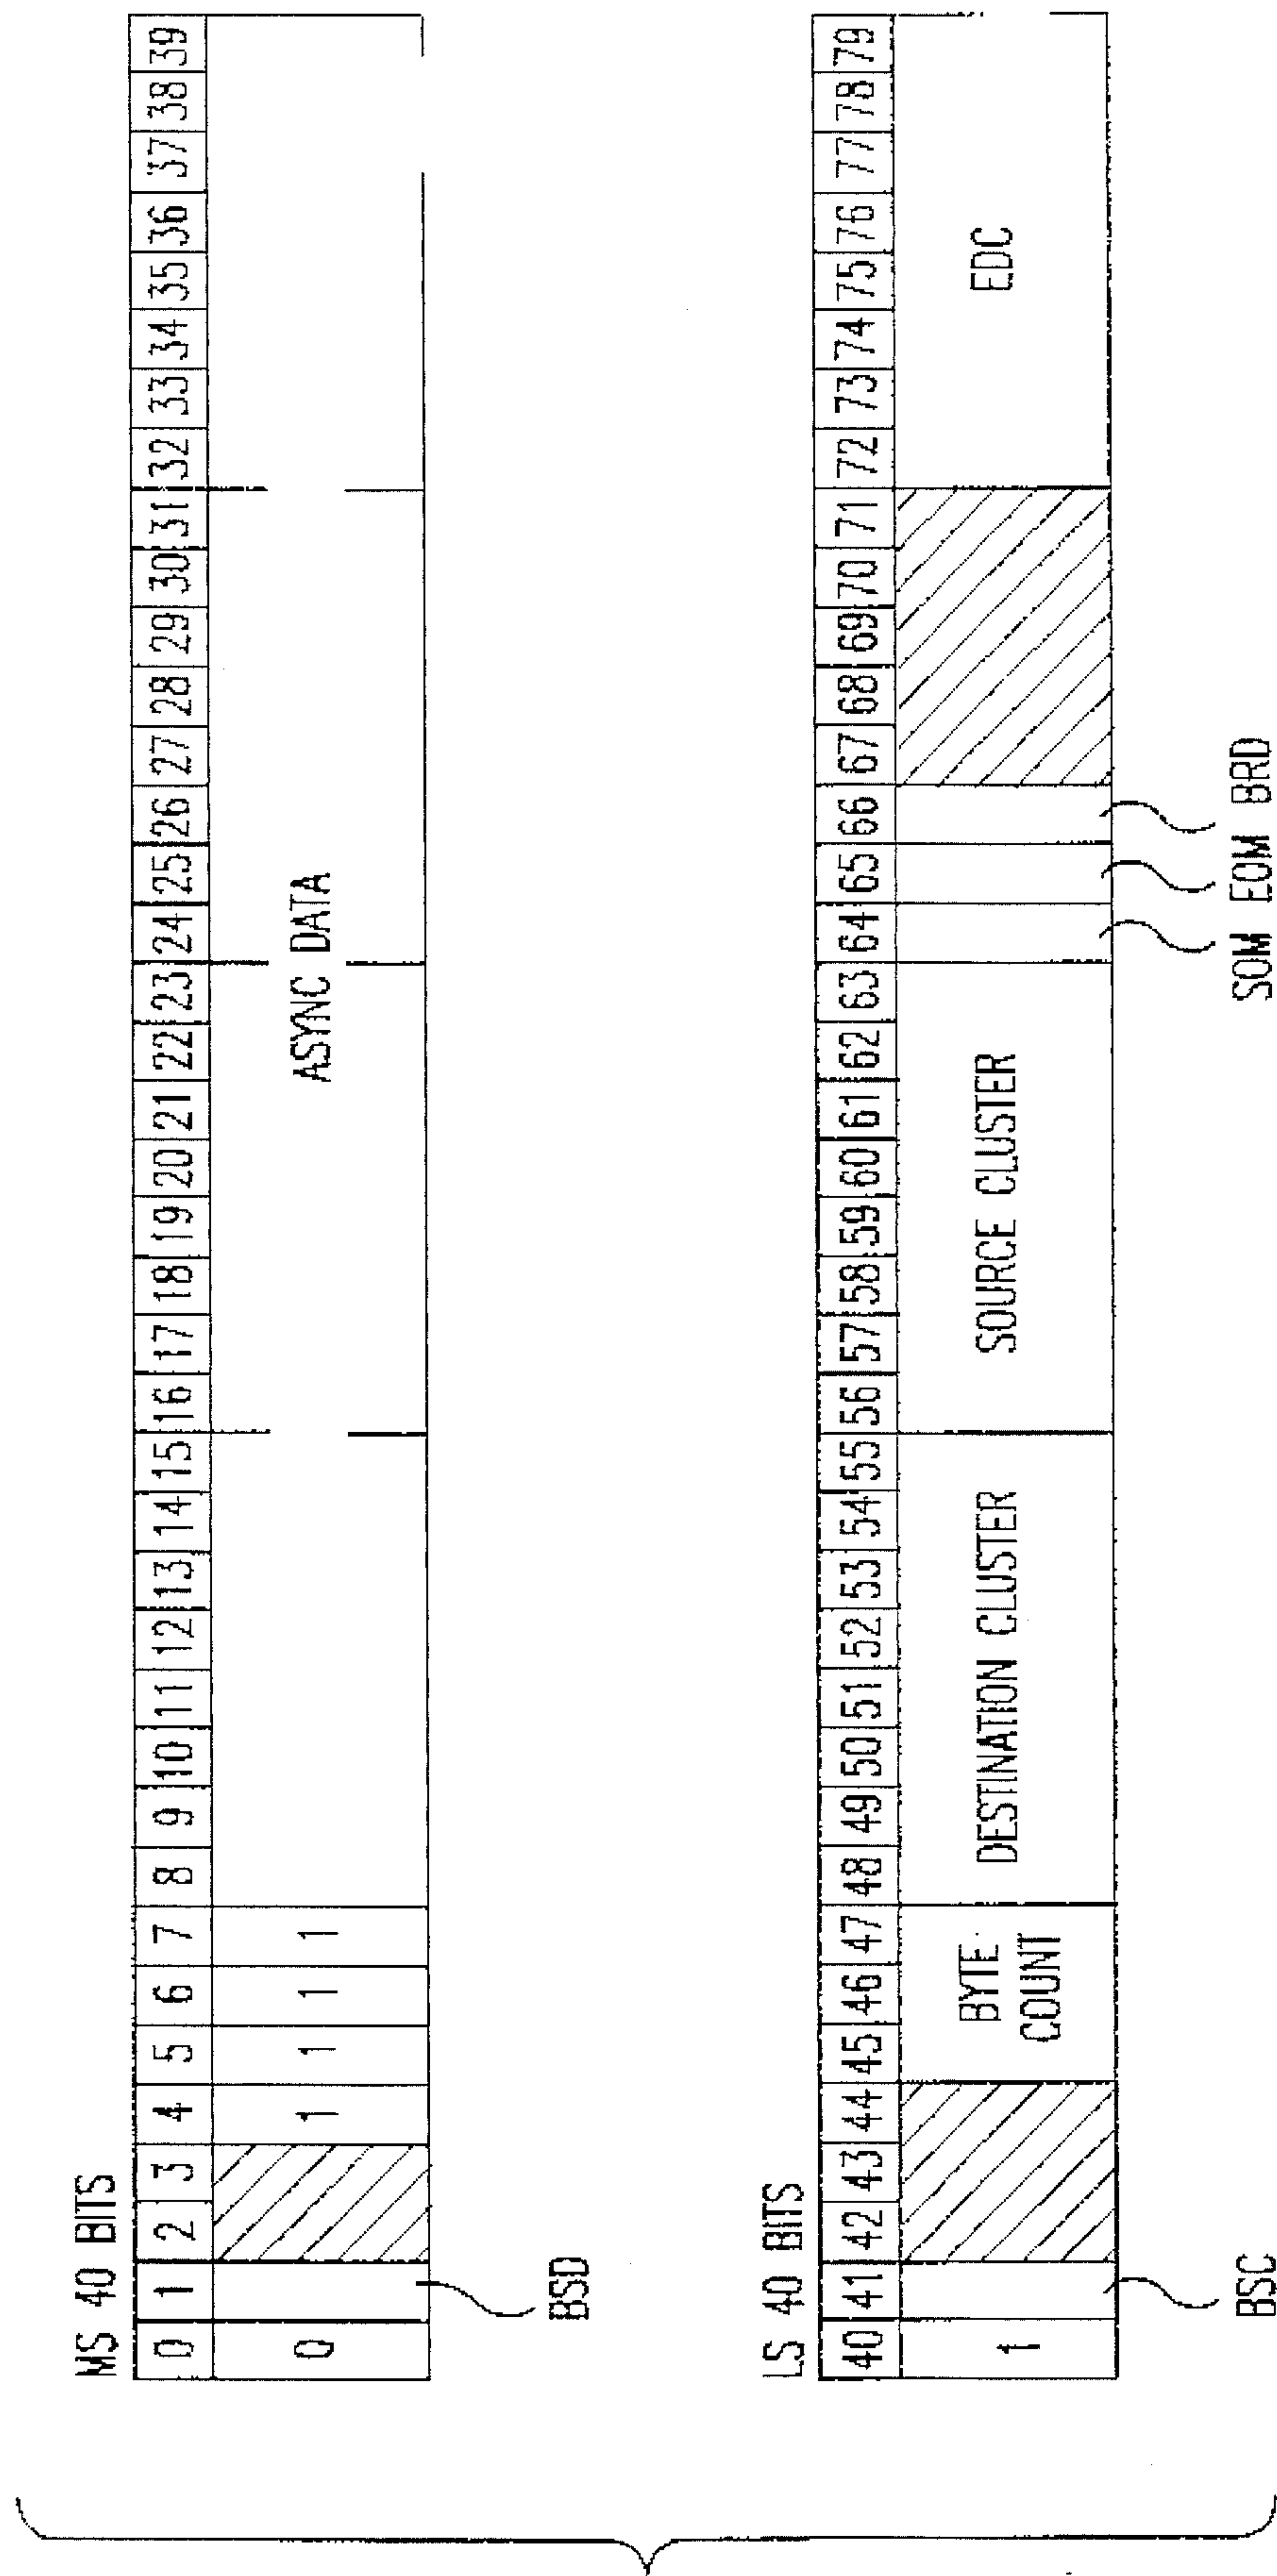 MS 40 BITS
0 1 2 3 4 5 6 7 8 9 10 11 12 13 14 15 16 17 18 19 20 21 22 23 24 25 26 27 28 29 30 31 32 33 34 35 36 37 38 39
0 1 1 1 1 ASYNC DATA
BSD
LS 40 BITS
40 41 42 43 44 45 46 47 48 49 50 51 52 53 54 55 56 57 58 59 60 61 62 63 64 65 66 67 68 69 70 71 72 73 74 75 76 77 78 79
1 BYTE COUNT DESTINATION CLUSTER SOURCE CLUSTER EDC
BSC SOM EOM BRD